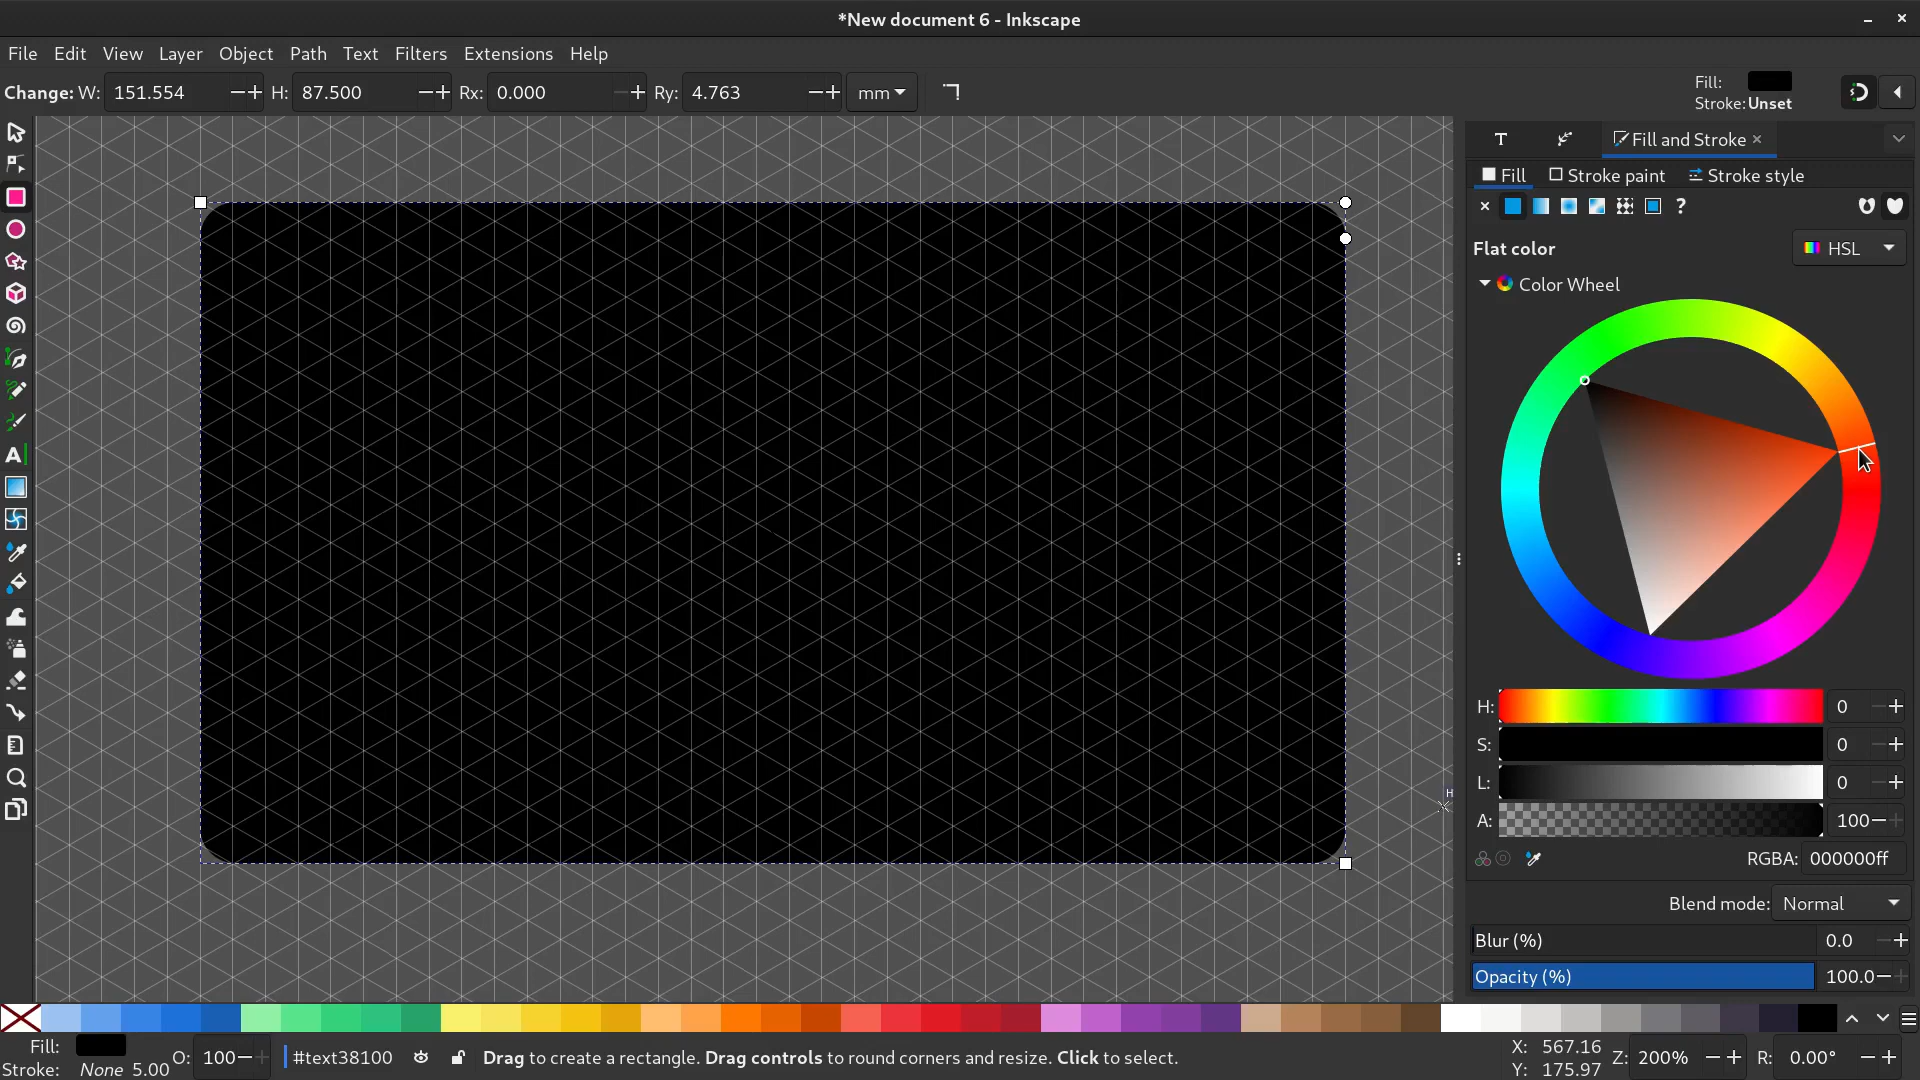 *New document 6 - Inkscape
File Edit View Layer Object Path Text Filters Extensions Help
Change: W: 151.554 H: 87.500 Rx: 0.000 Ry: 4.763 mm
Fill:
Stroke: Unset
Fill and Stroke
Fill Stroke paint Stroke style
Flat color HSL
Color Wheel
H: 0
S: 0
L: 0
A: 100
RGBA: 000000ff
Blend mode: Normal
Blur (%) 0.0
Opacity (%) 100.0
Fill: O: 100 #text38100 Drag to create a rectangle. Drag controls to round corners and resize. Click to select. X: 567.16 Z: 200% R: 0.00°
Stroke: None 5.00 Y: 175.97